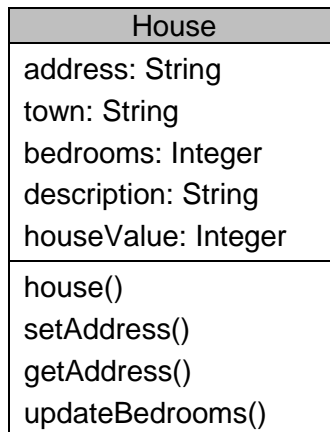 House
address: String
town: String
bedrooms: Integer
description: String
houseValue: Integer
house()
setAddress()
getAddress()
updateBedrooms()